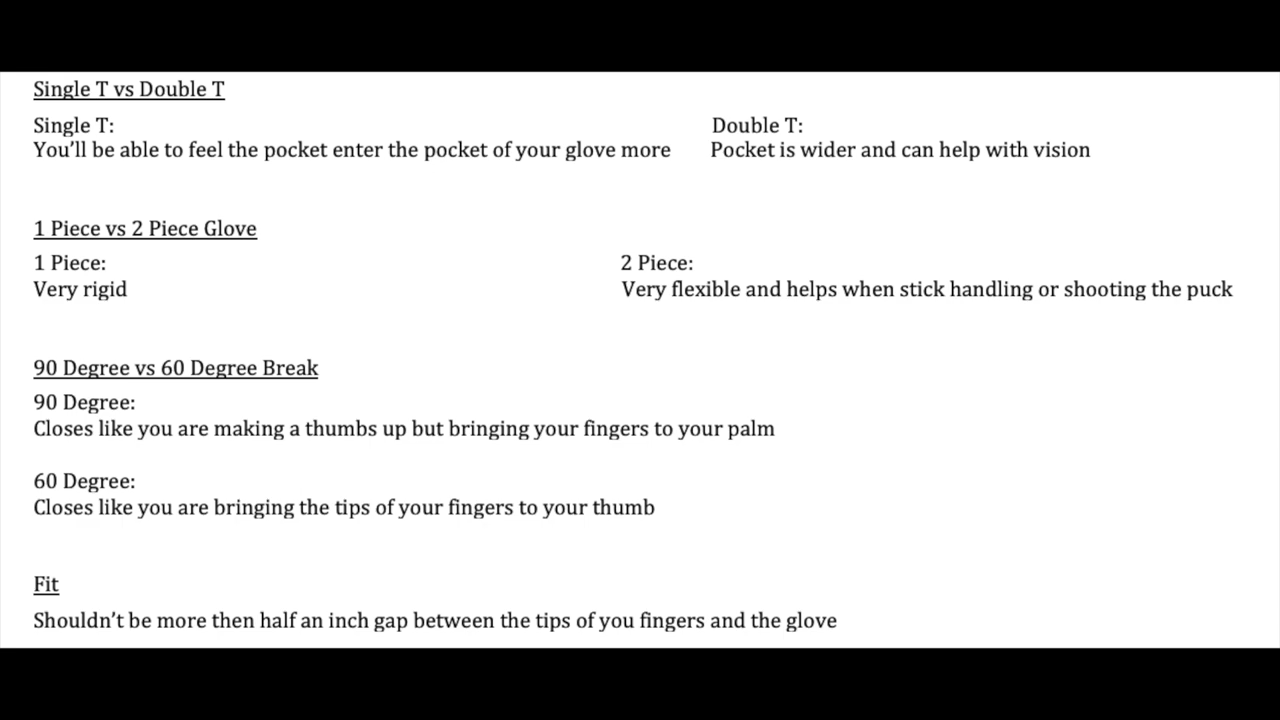 Single T vs Double T
Single T:
Double T:
You'll be able to feel the pocket enter the pocket of your glove more
Pocket is wider and can help with vision
1 Piece vs 2 Piece Glove
1 Piece:
2 Piece:
Very rigid
Very flexible and helps when stick handling or shooting the puck
90 Degree vs 60 Degree Break
90 Degree:
Closes like you are making a thumbs up but bringing your fingers to your palm
60 Degree:
Closes like you are bringing the tips of your fingers to your thumb
Fit
Shouldn't be more then half an inch gap between the tips of you fingers and the glove